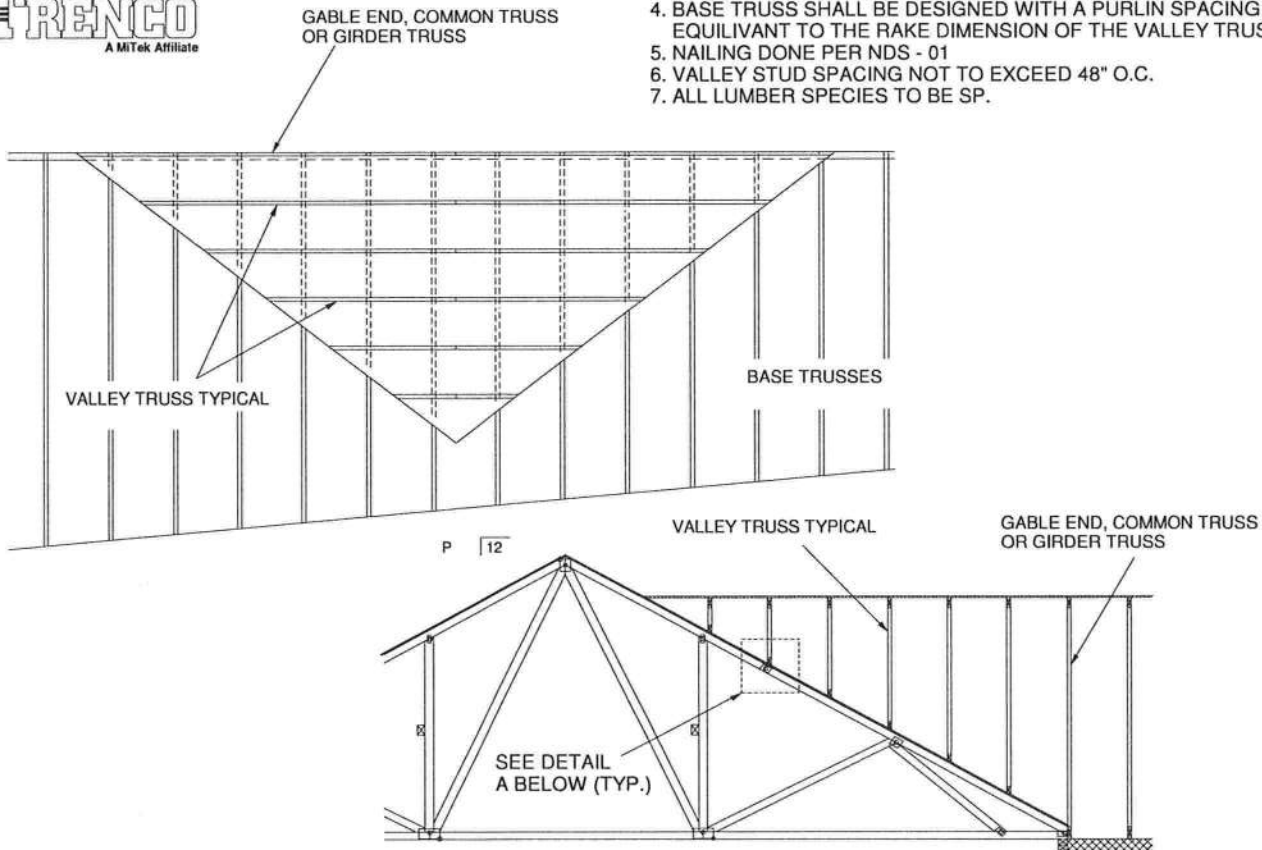 TRENCO
A MiTek Affiliate
GABLE END, COMMON TRUSS
OR GIRDER TRUSS
4. BASE TRUSS SHALL BE DESIGNED WITH A PURLIN SPACING
EQUILIVANT TO THE RAKE DIMENSION OF THE VALLEY
5. NAILING DONE PER NDS - 01
6. VALLEY STUD SPACING NOT TO EXCEED 48" O.C.
7. ALL LUMBER SPECIES TO BE SP.
VALLEY TRUSS TYPICAL
BASE TRUSSES
P 12
VALLEY TRUSS TYPICAL
GABLE END, COMMON TRUSS
OR GIRDER TRUSS
SEE DETAIL
A BELOW (TYP.)